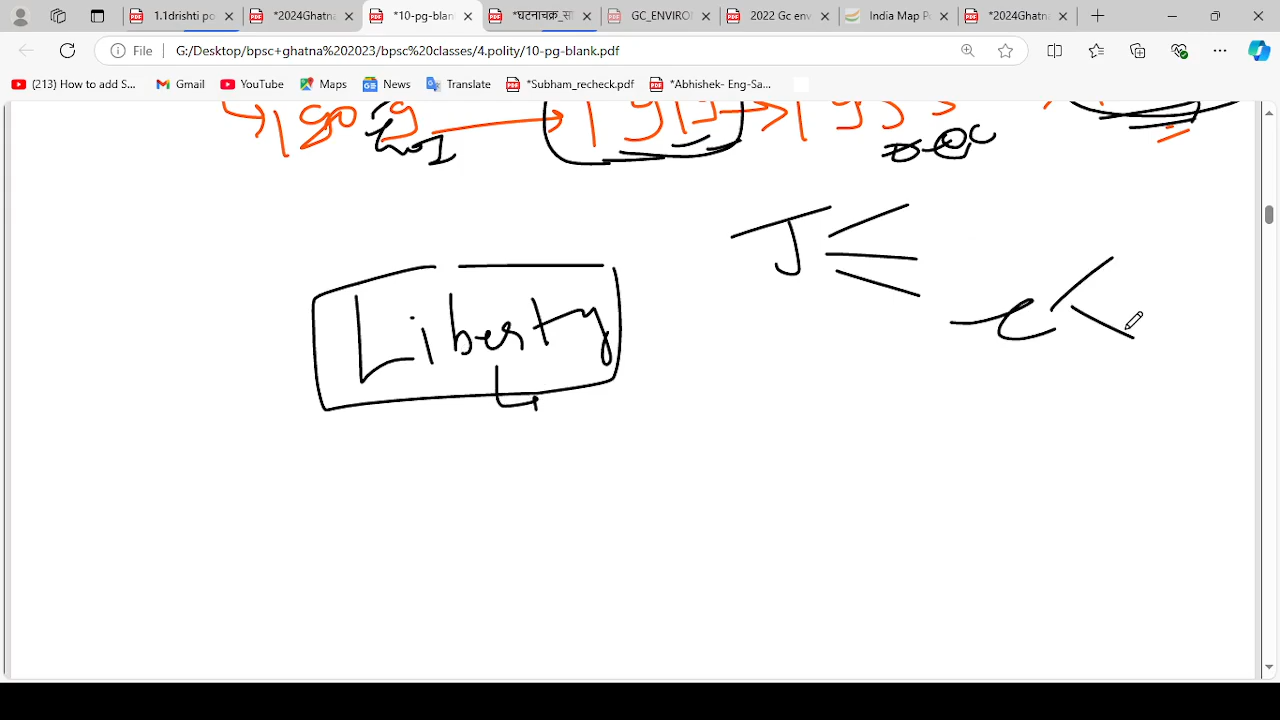 1.1drishti po
*2024Ghatna
*10-pg-blan
*घटनाचक्र_सा
GC_ENVIRO
2022 Gc env
India Map Po
*2024Ghatna
File
G:/Desktop/bpsc+ghatna%202023/bpsc%20classes/4.polity/10-pg-blank.pdf
(213) How to add S...
Gmail
YouTube
Maps
News
Translate
*Subham_recheck.pdf
*Abhishek- Eng-Sa...
J
Liberty
e